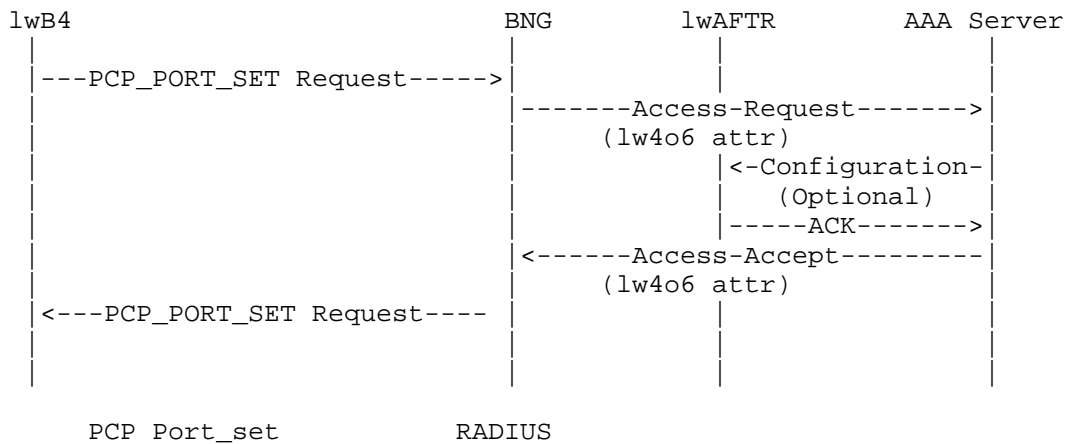 lwB4 BNG lwAFTR AAA Server
---PCP_PORT_SET Request----->
-------Access-Request------->
(lw4o6 attr)
<-Configuration-
(Optional)
-----ACK------->
<------Access-Accept---------
(lw4o6 attr)
<---PCP_PORT_SET Request----
PCP Port_set RADIUS